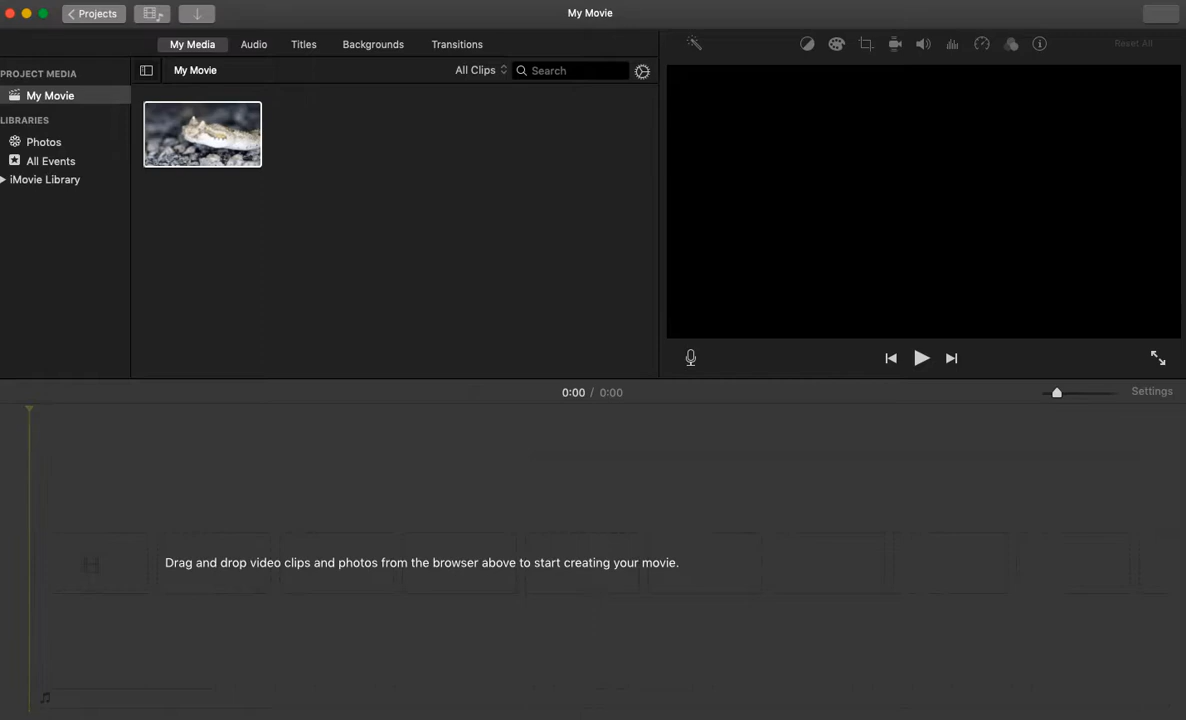 Projects
My Movie
My Media
Audio
Titles
Backgrounds
Transitions
Reset All
PROJECT MEDIA
My Movie
All Clips
Search
My Movie
LIBRARIES
Photos
All Events
iMovie Library
0:00 / 0:00
Settings
Drag and drop video clips and photos from the browser above to start creating your movie.